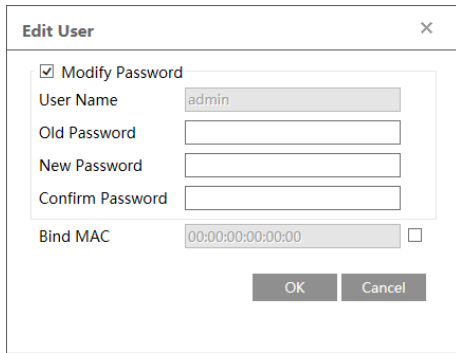 Edit User
Modify Password
User Name admin
Old Password
New Password
Confirm Password
Bind MAC 00:00:00:00:00:00
OK Cancel